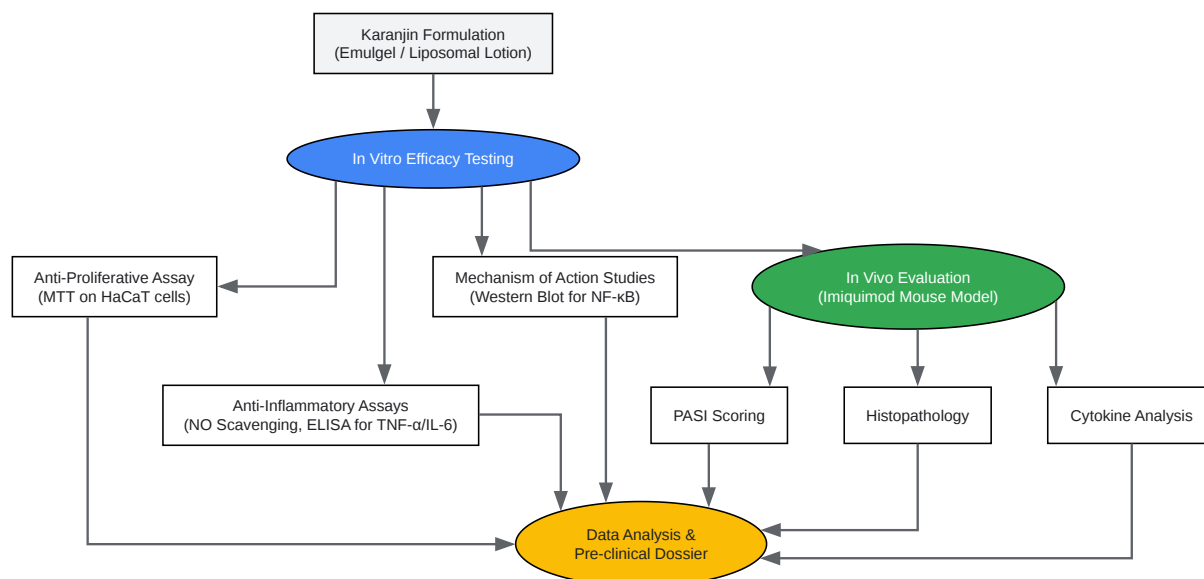 Karanjin Formulation
(Emulgel / Liposomal Lotion)
In Vitro Efficacy Testing
Anti-Proliferative Assay
(MTT on HaCaT cells)
Mechanism of Action Studies
(Western Blot for NF-κB)
In Vivo Evaluation
(Imiquimod Mouse Model)
Anti-Inflammatory Assays
(NO Scavenging, ELISA for TNF-α/IL-6)
PASI Scoring
Histopathology
Cytokine Analysis
Data Analysis &
Pre-clinical Dossier